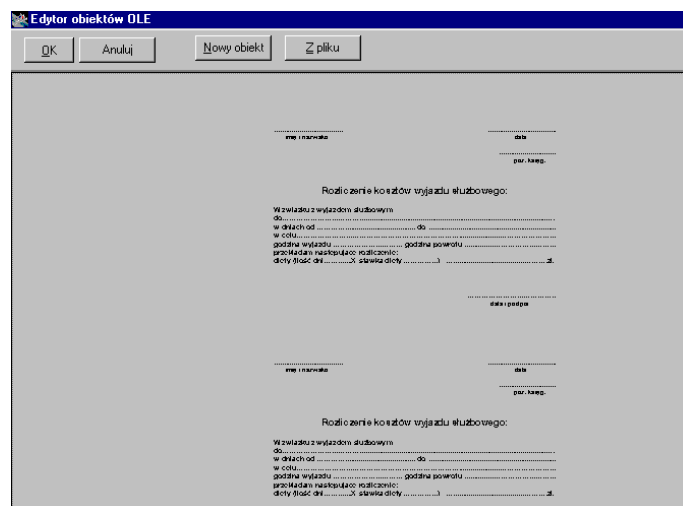 Edytor obiektów OLE
OK Anuluj Nowy obiekt Z pliku
imię i nazwisko data
poz. księg.
Rozliczenie kosztów wyjazdu służbowego:
W związku z wyjazdem służbowym
do
w dniach od do
w celu
godzina wyjazdu godzina powrotu
przekładam następujące rozliczenie:
diety (ilość dni X stawka diety ) zł.
data i podpis
imię i nazwisko data
poz. księg.
Rozliczenie kosztów wyjazdu służbowego:
W związku z wyjazdem służbowym
do
w dniach od do
w celu
godzina wyjazdu godzina powrotu
przekładam następujące rozliczenie:
diety (ilość dni X stawka diety ) zł.